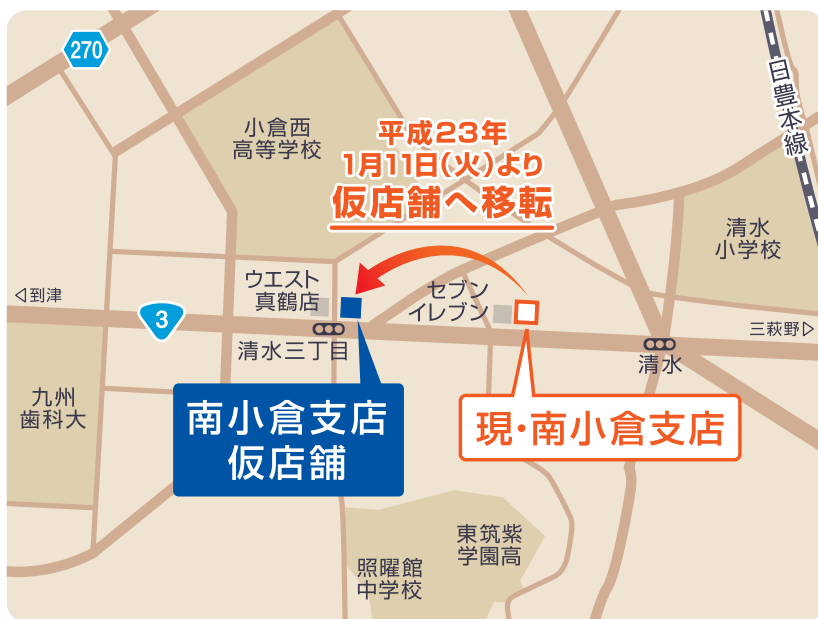 270
日豊本線
小倉西
高等学校
平成23年
1月11日(火)より
仮店舗へ移転
清水
小学校
ウエスト
真鶴店
セブン
イレブン
◁到津
3
三萩野▷
清水三丁目
清水
九州
歯科大
南小倉支店
仮店舗
現・南小倉支店
東筑紫
学園高
照曜館
中学校